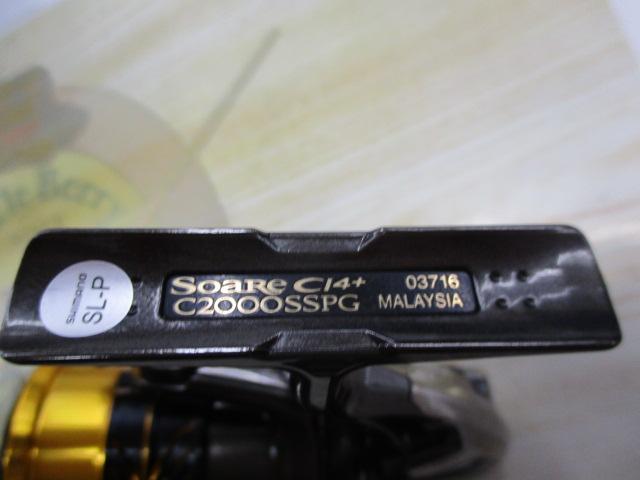 Soare CI4+ 03716
C2000SSPG MALAYSIA
SHIMANO
SL-P